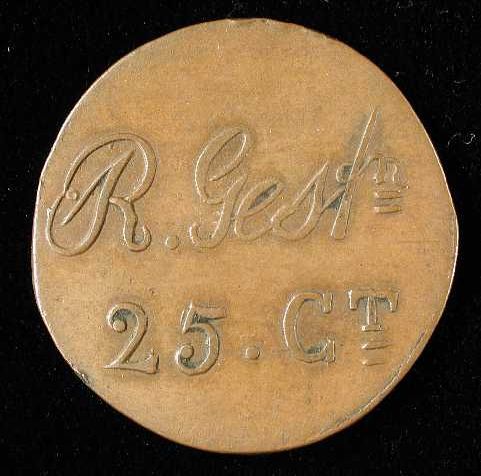 R. Gestn
25. CT